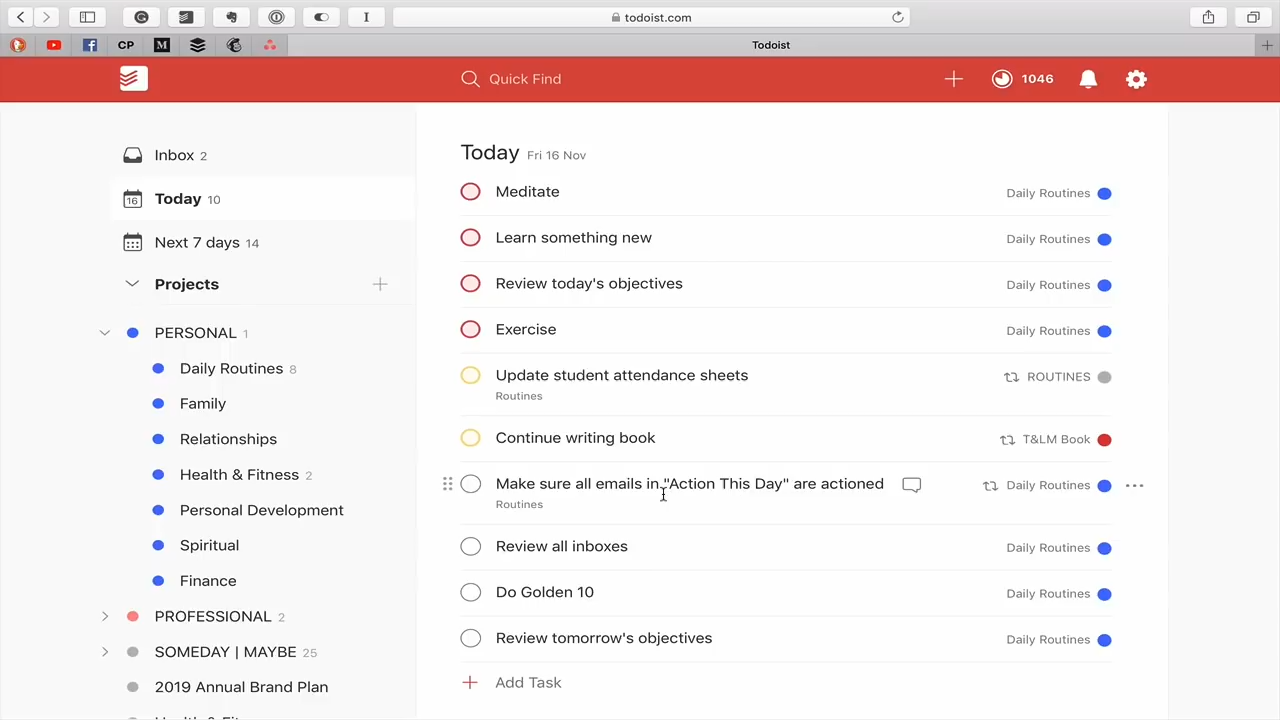 todoist.com
CP
M
Todoist
Quick Find
1046
Inbox 2
16 Today 10
Next 7 days 14
Projects
PERSONAL 1
Daily Routines 8
Family
Relationships
Health & Fitness 2
Personal Development
Spiritual
Finance
PROFESSIONAL 2
SOMEDAY | MAYBE 25
2019 Annual Brand Plan
Today Fri 16 Nov
Meditate Daily Routines
Learn something new Daily Routines
Review today's objectives Daily Routines
Exercise Daily Routines
Update student attendance sheets ROUTINES
Routines
Continue writing book T&LM Book
Make sure all emails in "Action This Day" are actioned Daily Routines
Routines
Review all inboxes Daily Routines
Do Golden 10 Daily Routines
Review tomorrow's objectives Daily Routines
Add Task